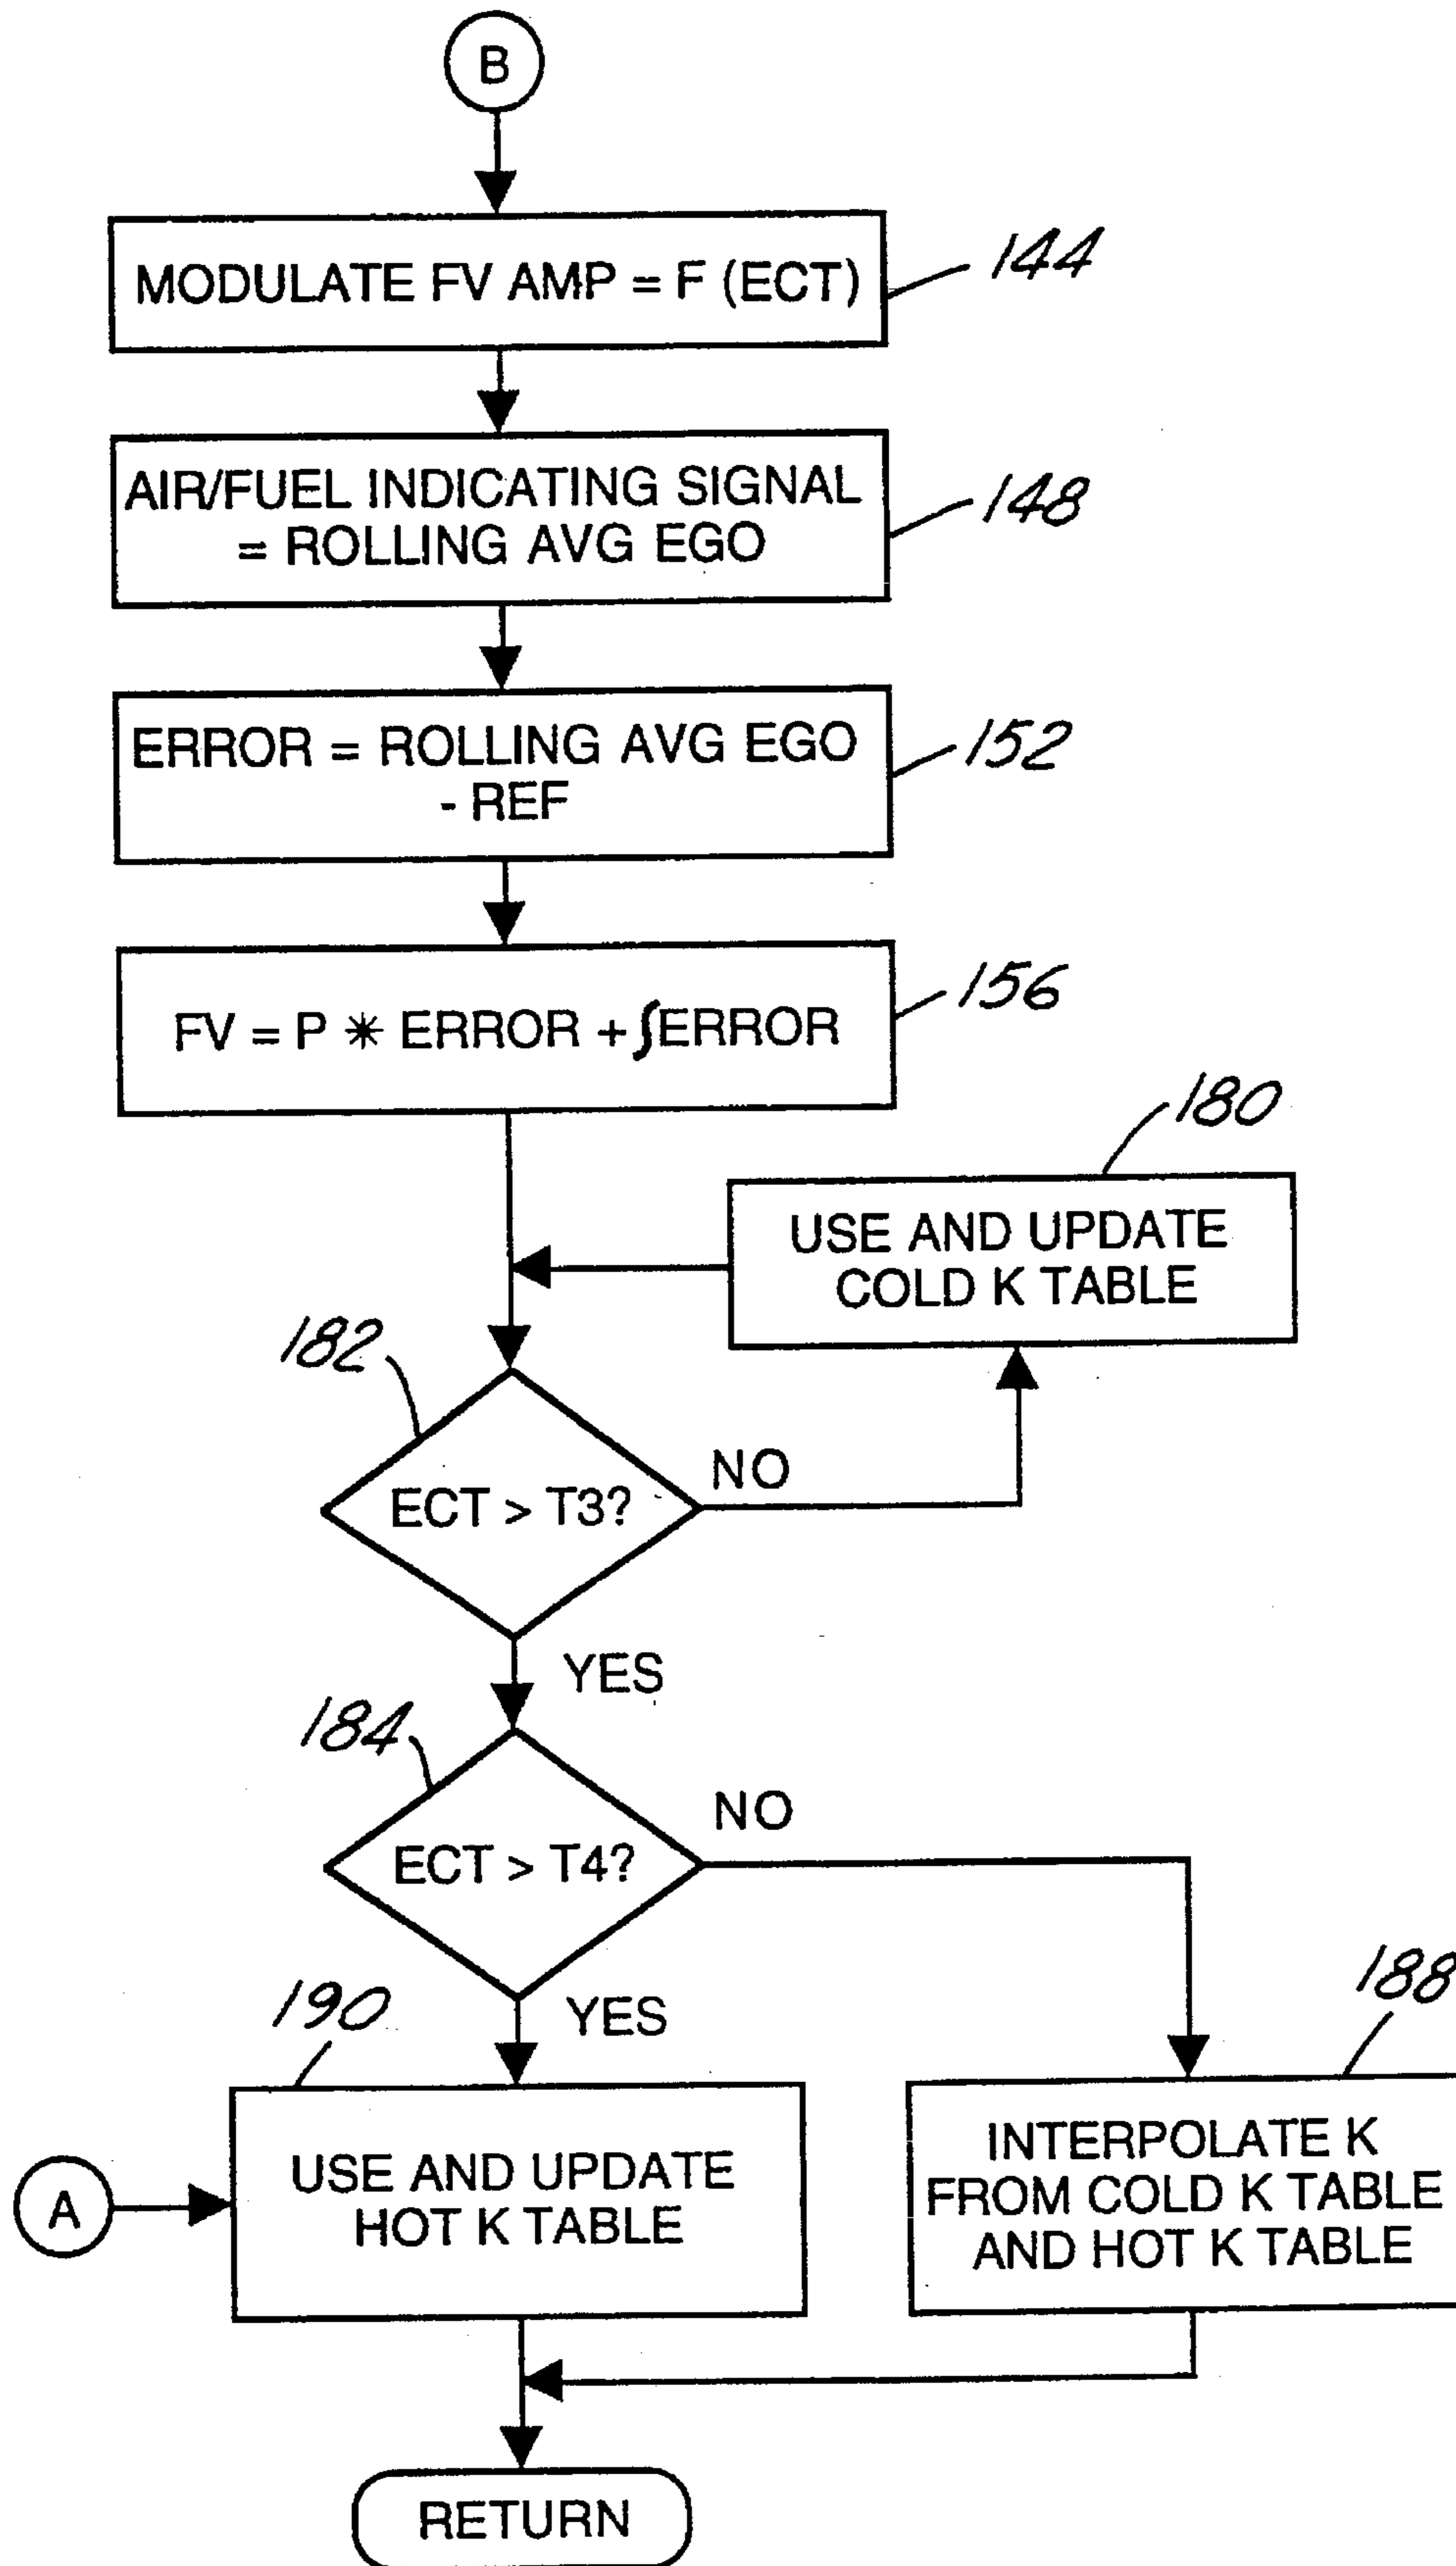 B
MODULATE FV AMP = F (ECT)
144
AIR/FUEL INDICATING SIGNAL
= ROLLING AVG EGO
148
ERROR = ROLLING AVG EGO
- REF
152
FV = P * ERROR + ∫ERROR
156
180
USE AND UPDATE
COLD K TABLE
182
ECT > T3?
NO
YES
184
ECT > T4?
NO
YES
190
188
A
USE AND UPDATE
HOT K TABLE
INTERPOLATE K
FROM COLD K TABLE
AND HOT K TABLE
RETURN